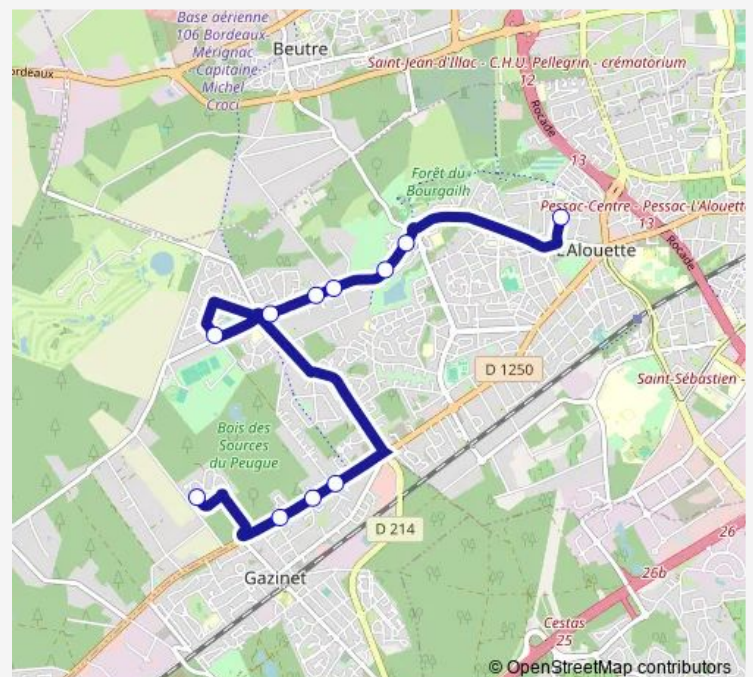 Base aérienne
106 Bordeaux-
Mérignac
-Capitaine-
Michel
Croci
Beutre
ordeaux
Saint-Jean-d'Illac - C.H.U. Pellegrin - crématorium
12
Rocade
13
Forêt du
Bourgailh
Pessac-Centre - Pessac-L'Alouett
13
Alouette
Rocade
D 1250
Saint-Sébastien -
Bois des
Sources
du Peugue
D 214
26
Gazinet
26b
Cestas
25
© OpenStreetMap contributors